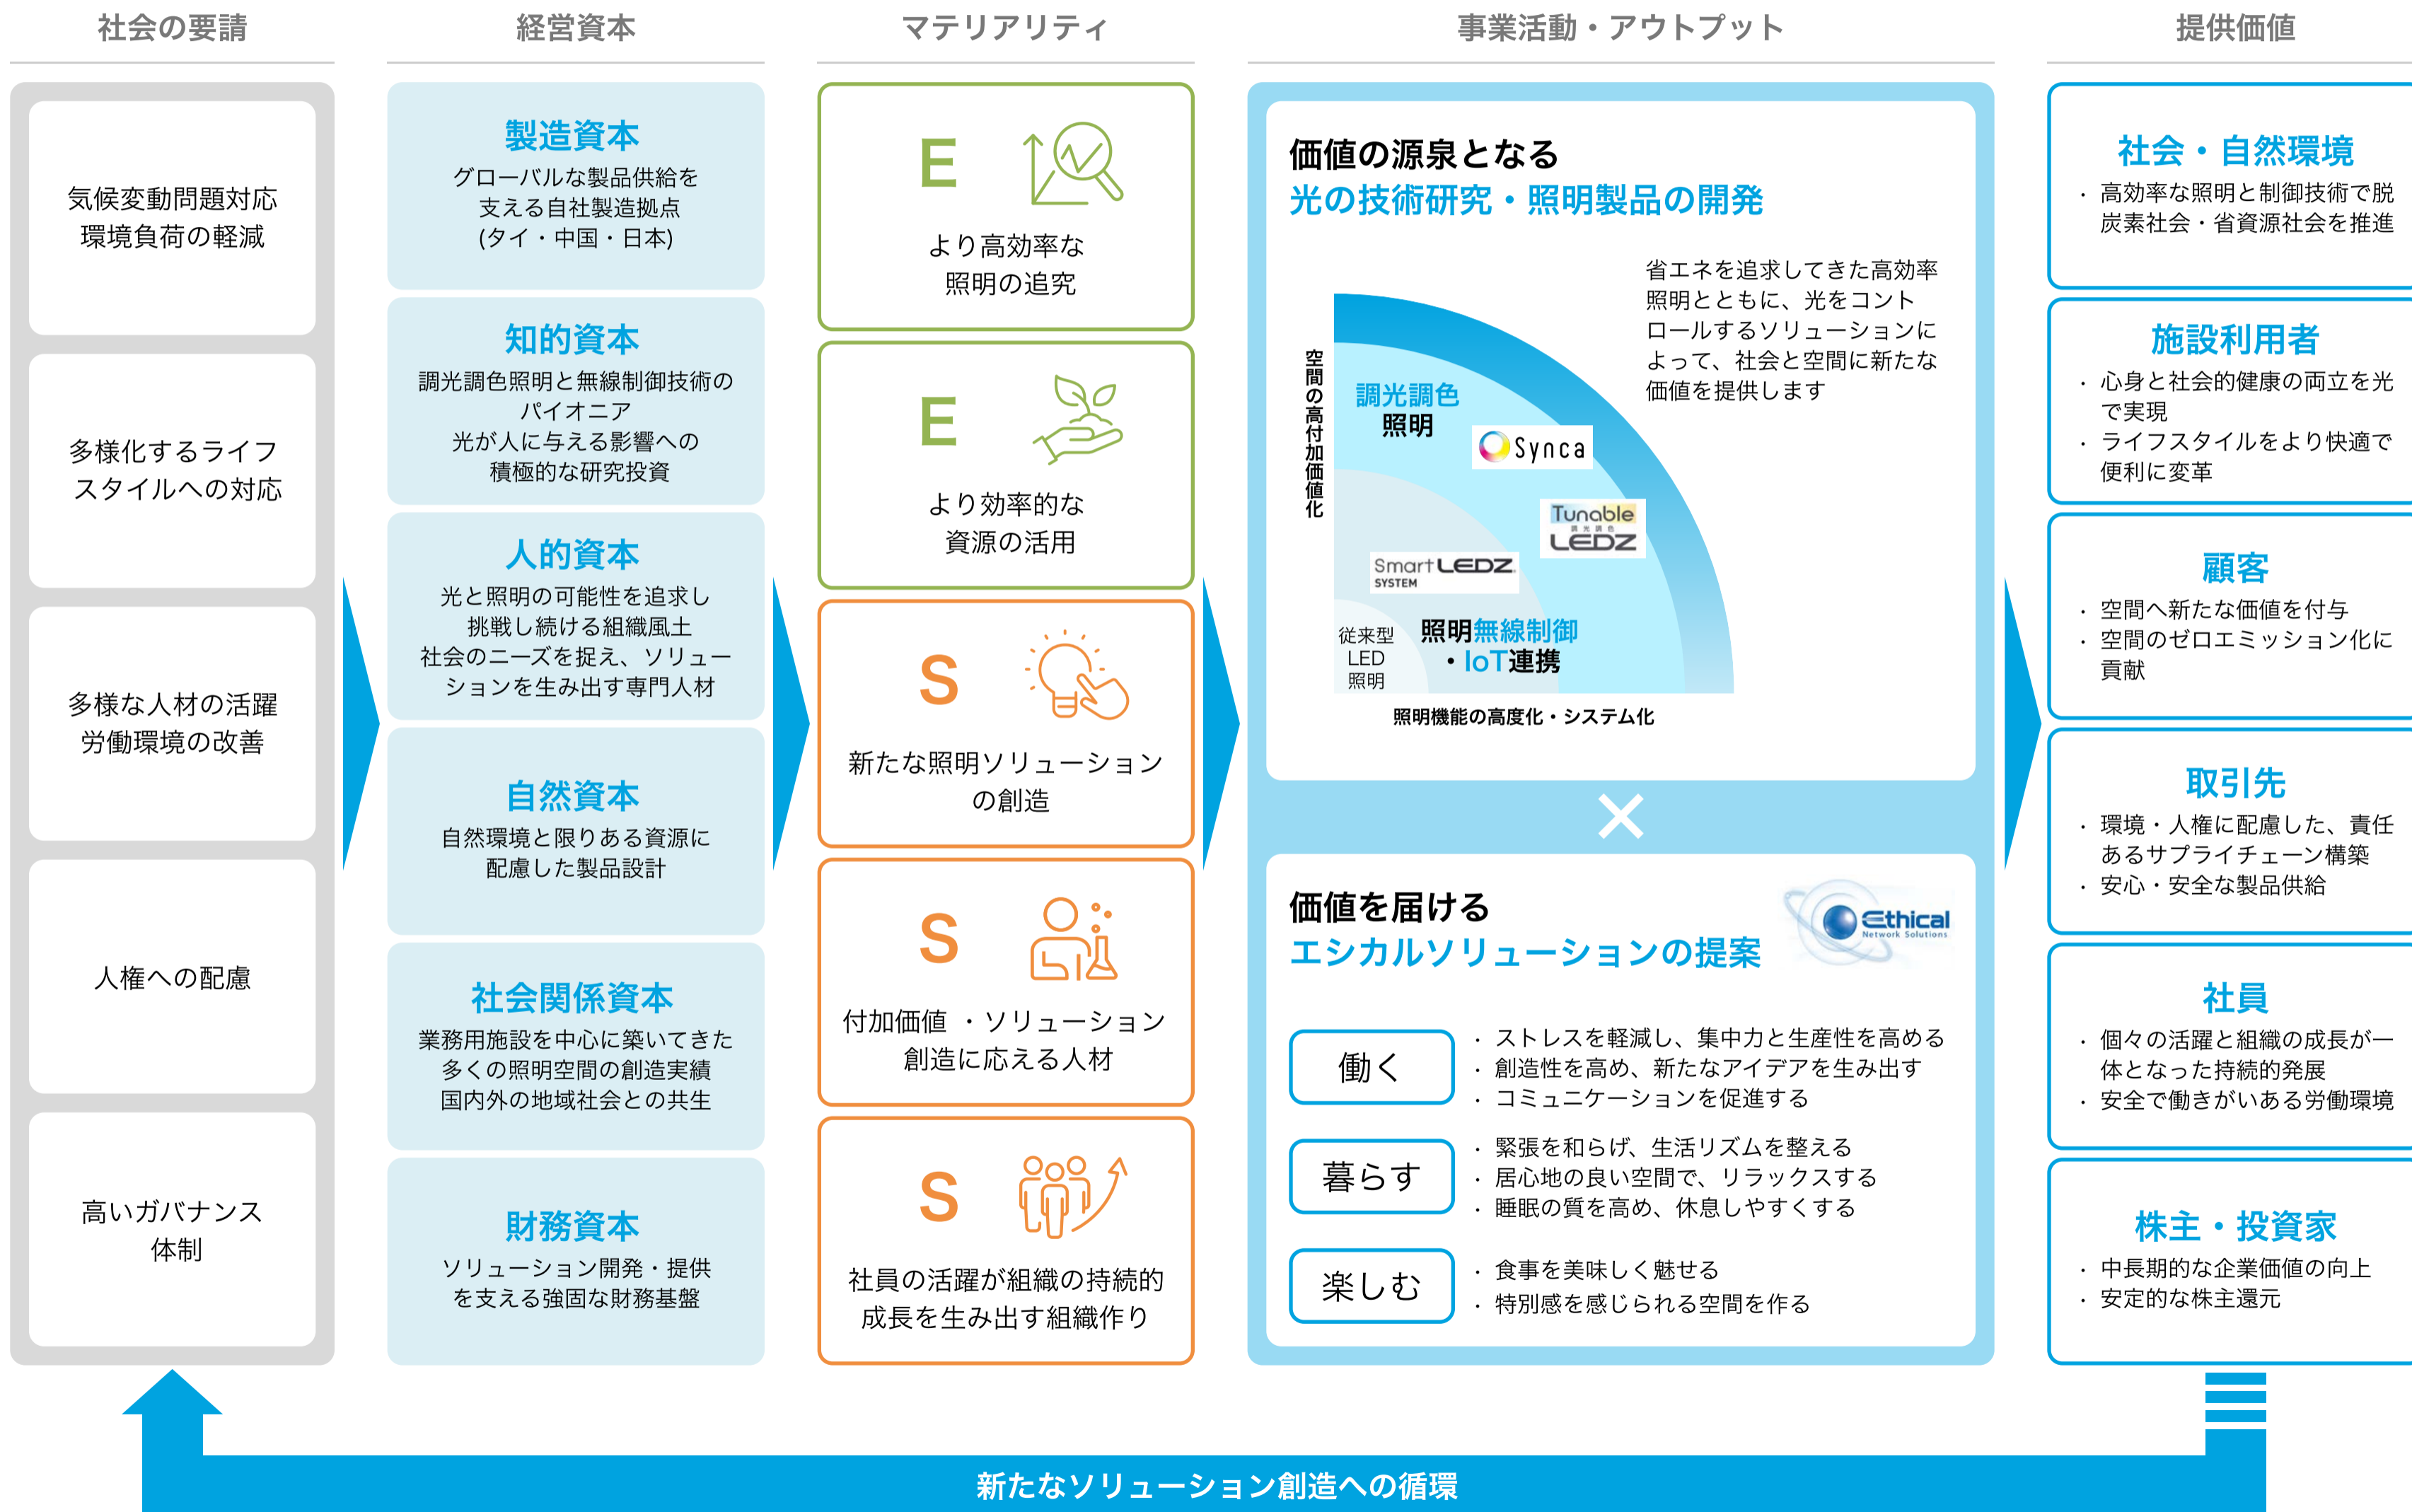 社会の要請
気候変動問題対応
環境負荷の軽減
多様化するライフ
スタイルへの対応
多様な人材の活躍
労働環境の改善
人権への配慮
高いガバナンス
体制
経営資本
製造資本
グローバルな製品供給を
支える自社製造拠点
(タイ・中国・日本)
知的資本
調光調色照明と無線制御技術の
パイオニア
光が人に与える影響への
積極的な研究投資
人的資本
光と照明の可能性を追求し
挑戦し続ける組織風土
社会のニーズを捉え、ソリュー
ションを生み出す専門人材
自然資本
自然環境と限りある資源に
配慮した製品設計
社会関係資本
業務用施設を中心に築いてきた
多くの照明空間の創造実績
国内外の地域社会との共生
財務資本
ソリューション開発・提供
を支える強固な財務基盤
マテリアリティ
E
より高効率な
照明の追究
E
より効率的な
資源の活用
S
新たな照明ソリューション
の創造
S
付加価値 ・ソリューション
創造に応える人材
S
社員の活躍が組織の持続的
成長を生み出す組織作り
事業活動・アウトプット
価値の源泉となる
光の技術研究・照明製品の開発
省エネを追求してきた高効率
照明とともに、光をコント
ロールするソリューションに
よって、社会と空間に新たな
価値を提供します
空間の高付加価値化
調光調色
照明
Synca
Tunable
調光調色
LEDZ
Smart LEDZ
SYSTEM
従来型
LED
照明
照明無線制御
・IoT連携
照明機能の高度化・システム化
×
価値を届ける
エシカルソリューションの提案
Ethical
Network Solutions
働く
・ ストレスを軽減し、集中力と生産性を高める
・ 創造性を高め、新たなアイデアを生み出す
・ コミュニケーションを促進する
暮らす
・ 緊張を和らげ、生活リズムを整える
・ 居心地の良い空間で、リラックスする
・ 睡眠の質を高め、休息しやすくする
楽しむ
・ 食事を美味しく魅せる
・ 特別感を感じられる空間を作る
提供価値
社会・自然環境
・ 高効率な照明と制御技術で脱
炭素社会・省資源社会を推進
施設利用者
・ 心身と社会的健康の両立を光
で実現
・ ライフスタイルをより快適で
便利に変革
顧客
・ 空間へ新たな価値を付与
・ 空間のゼロエミッション化に
貢献
取引先
・ 環境・人権に配慮した、責任
あるサプライチェーン構築
・ 安心・安全な製品供給
社員
・ 個々の活躍と組織の成長が一
体となった持続的発展
・ 安全で働きがいある労働環境
株主・投資家
・ 中長期的な企業価値の向上
・ 安定的な株主還元
新たなソリューション創造への循環